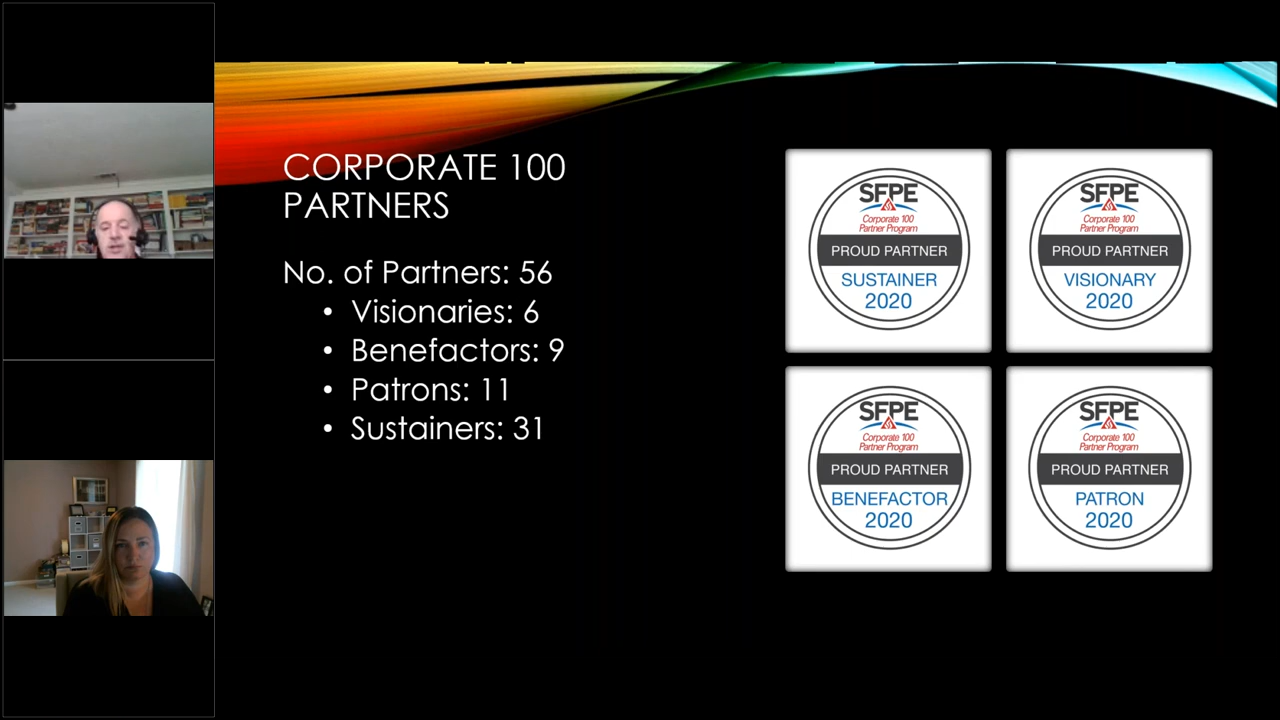 CORPORATE 100
PARTNERS
No. of Partners: 56
• Visionaries: 6
• Benefactors: 9
• Patrons: 11
• Sustainers: 31
SFPE
Corporate 100
Partner Program
PROUD PARTNER
SUSTAINER
2020
SFPE
Corporate 100
Partner Program
PROUD PARTNER
VISIONARY
2020
SFPE
Corporate 100
Partner Program
PROUD PARTNER
BENEFACTOR
2020
SFPE
Corporate 100
Partner Program
PROUD PARTNER
PATRON
2020